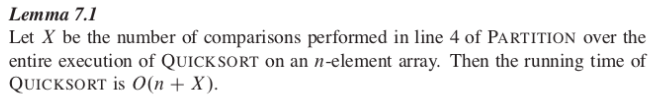 Lemma 7.1
Let X be the number of comparisons performed in line 4 of PARTITION over the
entire execution of QUICKSORT on an n-element array. Then the running time of
QUICKSORT is O(n + X).